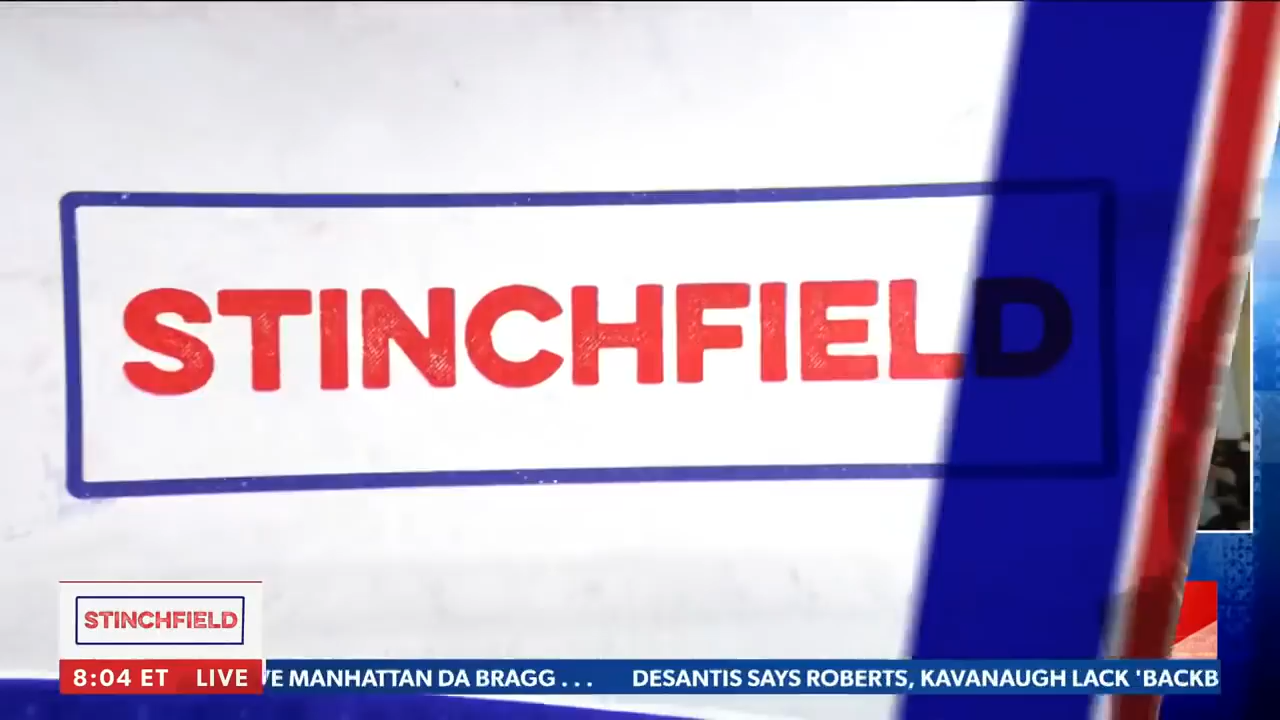 STINCHFIELD
STINCHFIELD
8:04 ET LIVE
MANHATTAN DA BRAGG . . . DESANTIS SAYS ROBERTS, KAVANAUGH LACK